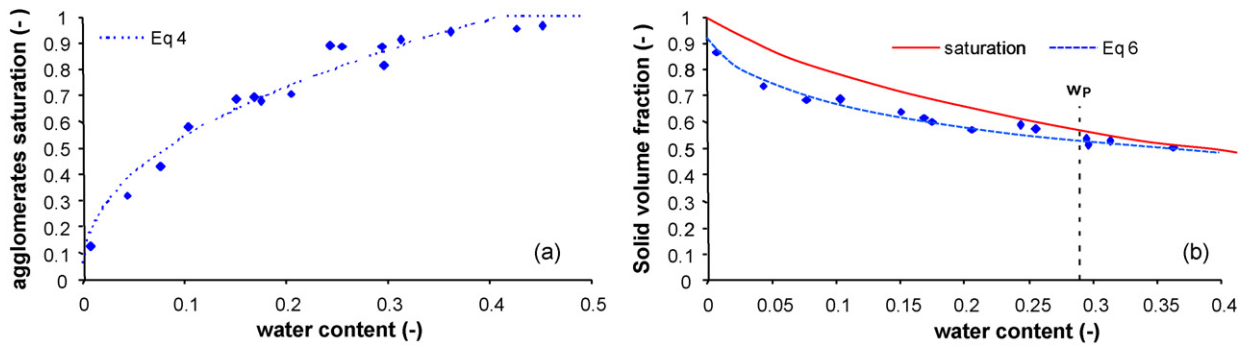 agglomerates saturation (-)
1
0.9
0.8
0.7
0.6
0.5
0.4
0.3
0.2
0.1
0
Eq 4
(a)
0 0.1 0.2 0.3 0.4 0.5
water content (-)
Solid volume fraction (-)
1
0.9
0.8
0.7
0.6
0.5
0.4
0.3
0.2
0.1
0
saturation Eq 6
wP
(b)
0 0.05 0.1 0.15 0.2 0.25 0.3 0.35 0.4
water content (-)